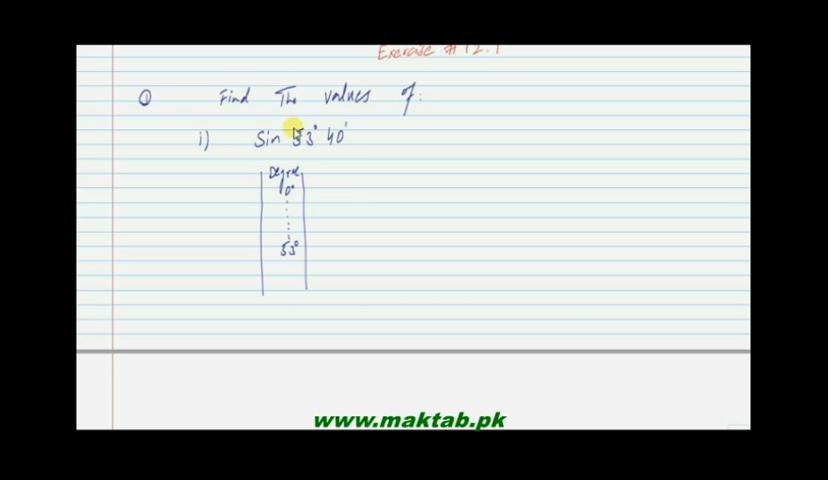 Exercise # 12.1
① Find The values of:
i) Sin 53° 40'
Degree
0°
53°
www.maktab.pk